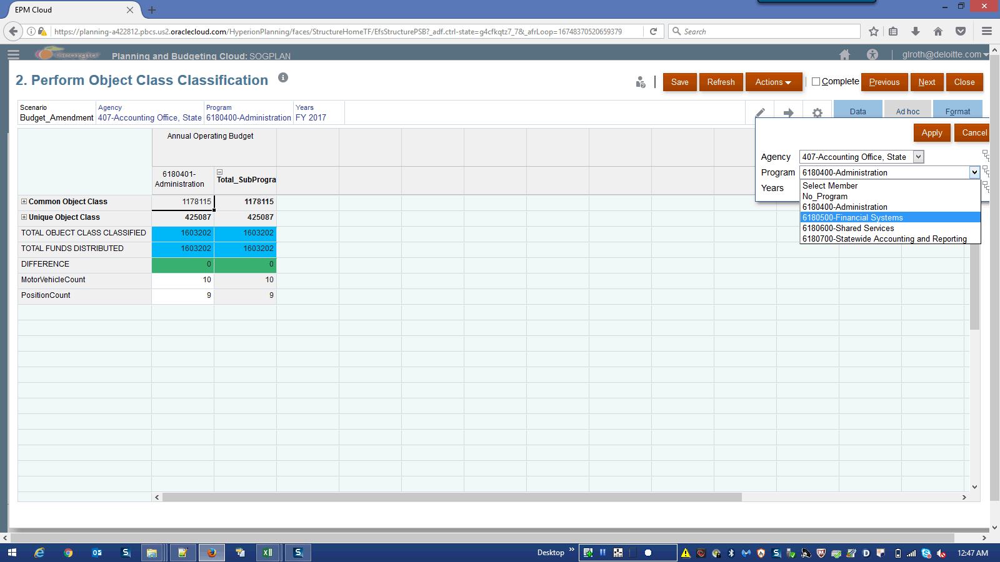 EPM Cloud
https://planning-a422812.pbcs.us2.oraclecloud.com/HyperionPlanning/faces/StructureHomeTF/EfsStructurePSB?_adf.ctrl-state=g4cfkqtz7_7&_afrLoop=16748370520659379
Search
Georgia
Planning and Budgeting Cloud: SOGPLAN
glroth@deloitte.com
2. Perform Object Class Classification
Save Refresh Actions Complete Previous Next Close
Scenario Agency Program Years
Budget_Amendment 407-Accounting Office, State 6180400-Administration FY 2017
Data Ad hoc Format
Apply Cancel
Agency 407-Accounting Office, State
Program 6180400-Administration
Years
Select Member
No_Program
6180400-Administration
6180500-Financial Systems
6180600-Shared Services
6180700-Statewide Accounting and Reporting
Annual Operating Budget
6180401-
Administration
Total_SubProgra
Common Object Class 1178115 1178115
Unique Object Class 425087 425087
TOTAL OBJECT CLASS CLASSIFIED 1603202 1603202
TOTAL FUNDS DISTRIBUTED 1603202 1603202
DIFFERENCE 0 0
MotorVehicleCount 10 10
PositionCount 9 9
Desktop
12:47 AM